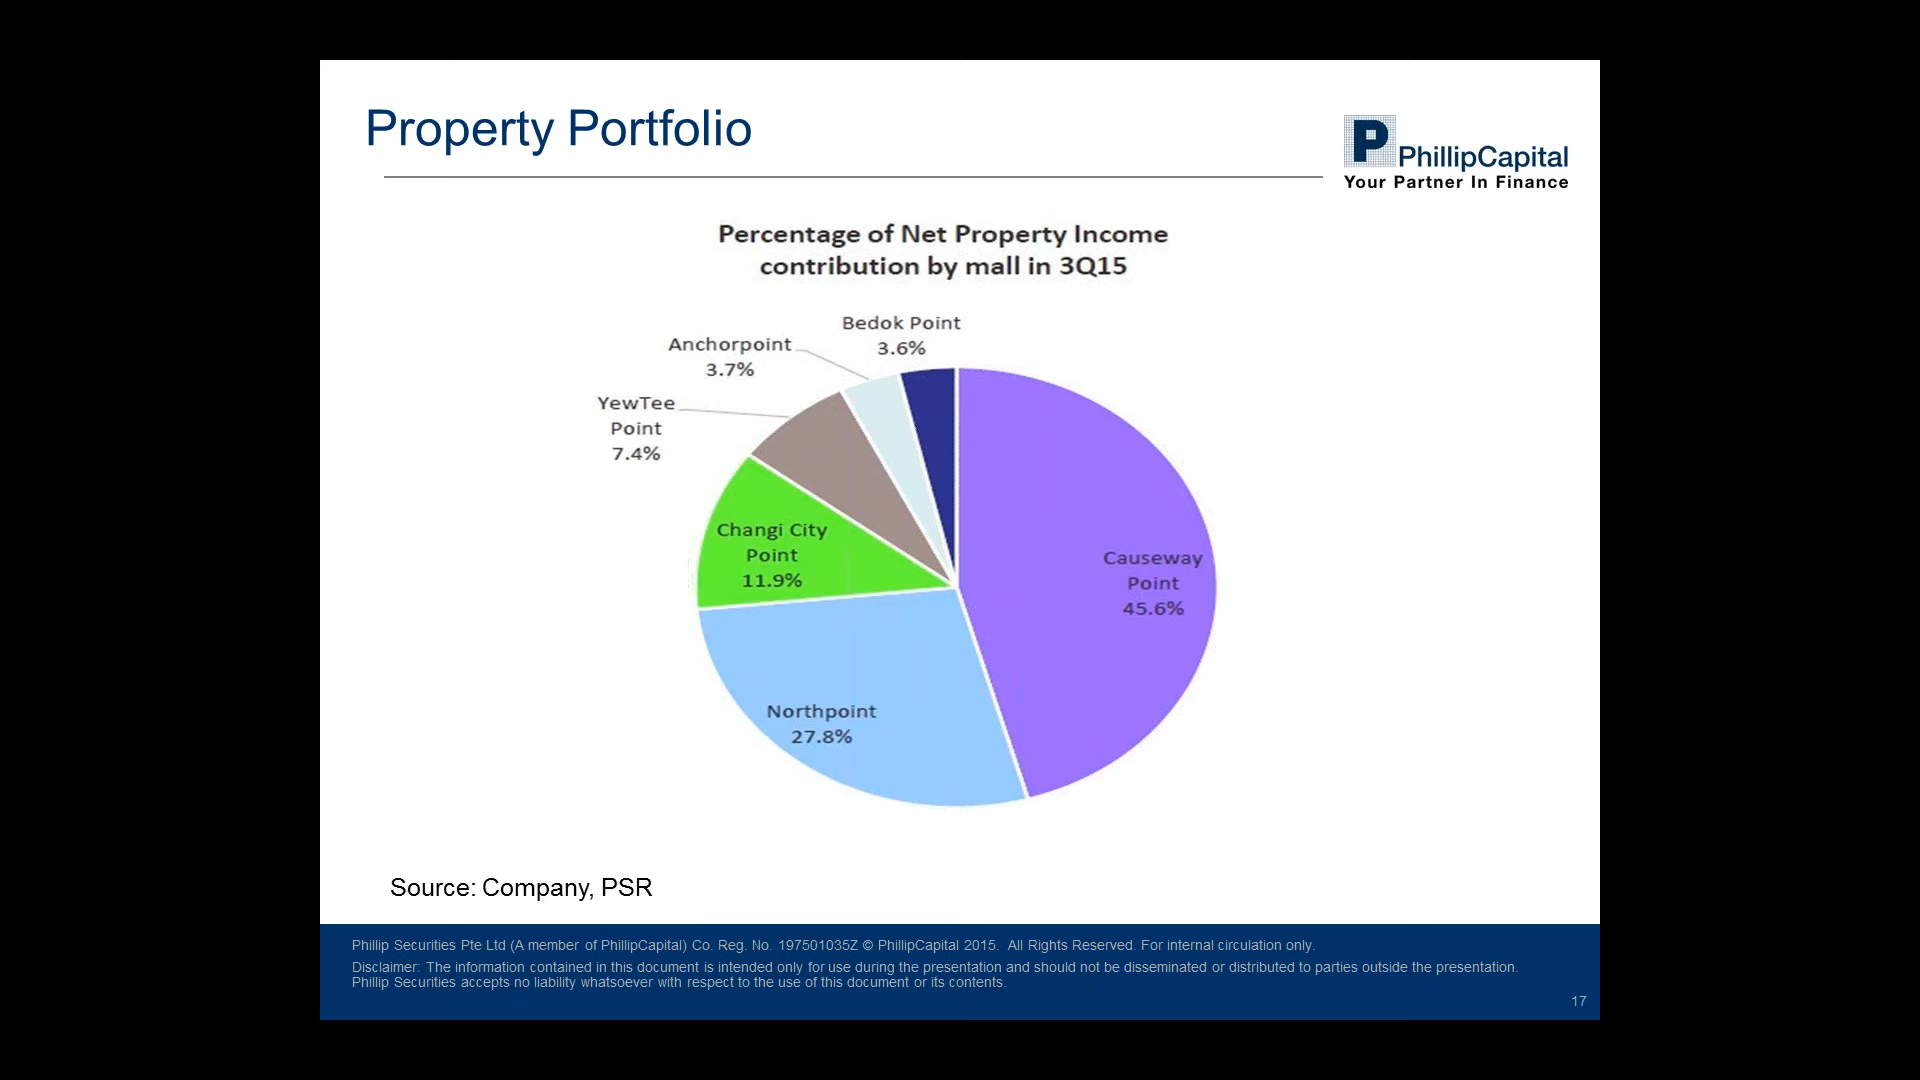 Property Portfolio
P
PhillipCapital
Your Partner In Finance
Percentage of Net Property Income
contribution by mall in 3Q15
Bedok Point
3.6%
Anchorpoint
3.7%
YewTee
Point
7.4%
Changi City
Point
11.9%
Causeway
Point
45.6%
Northpoint
27.8%
Source: Company, PSR
Phillip Securities Pte Ltd (A member of PhillipCapital) Co. Reg. No. 197501035Z © PhillipCapital 2015. All Rights Reserved. For internal circulation only.
Disclaimer: The information contained in this document is intended only for use during the presentation and should not be disseminated or distributed to parties outside the presentation.
Phillip Securities accepts no liability whatsoever with respect to the use of this document or its contents.
17